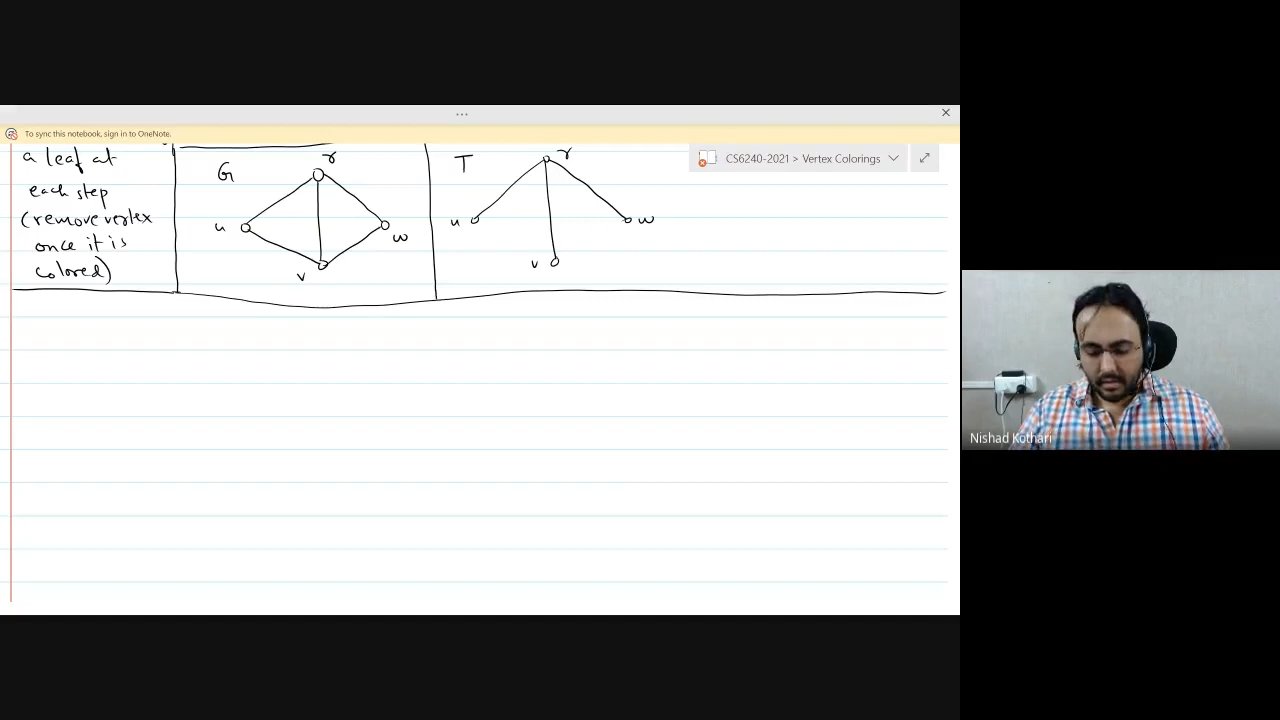 To sync this notebook, sign in to OneNote.
CS6240-2021 > Vertex Colorings
a leaf at
each step
(remove vertex
once it is
colored)
G
r
u
w
v
T
r
u
w
v
Nishad Kothari